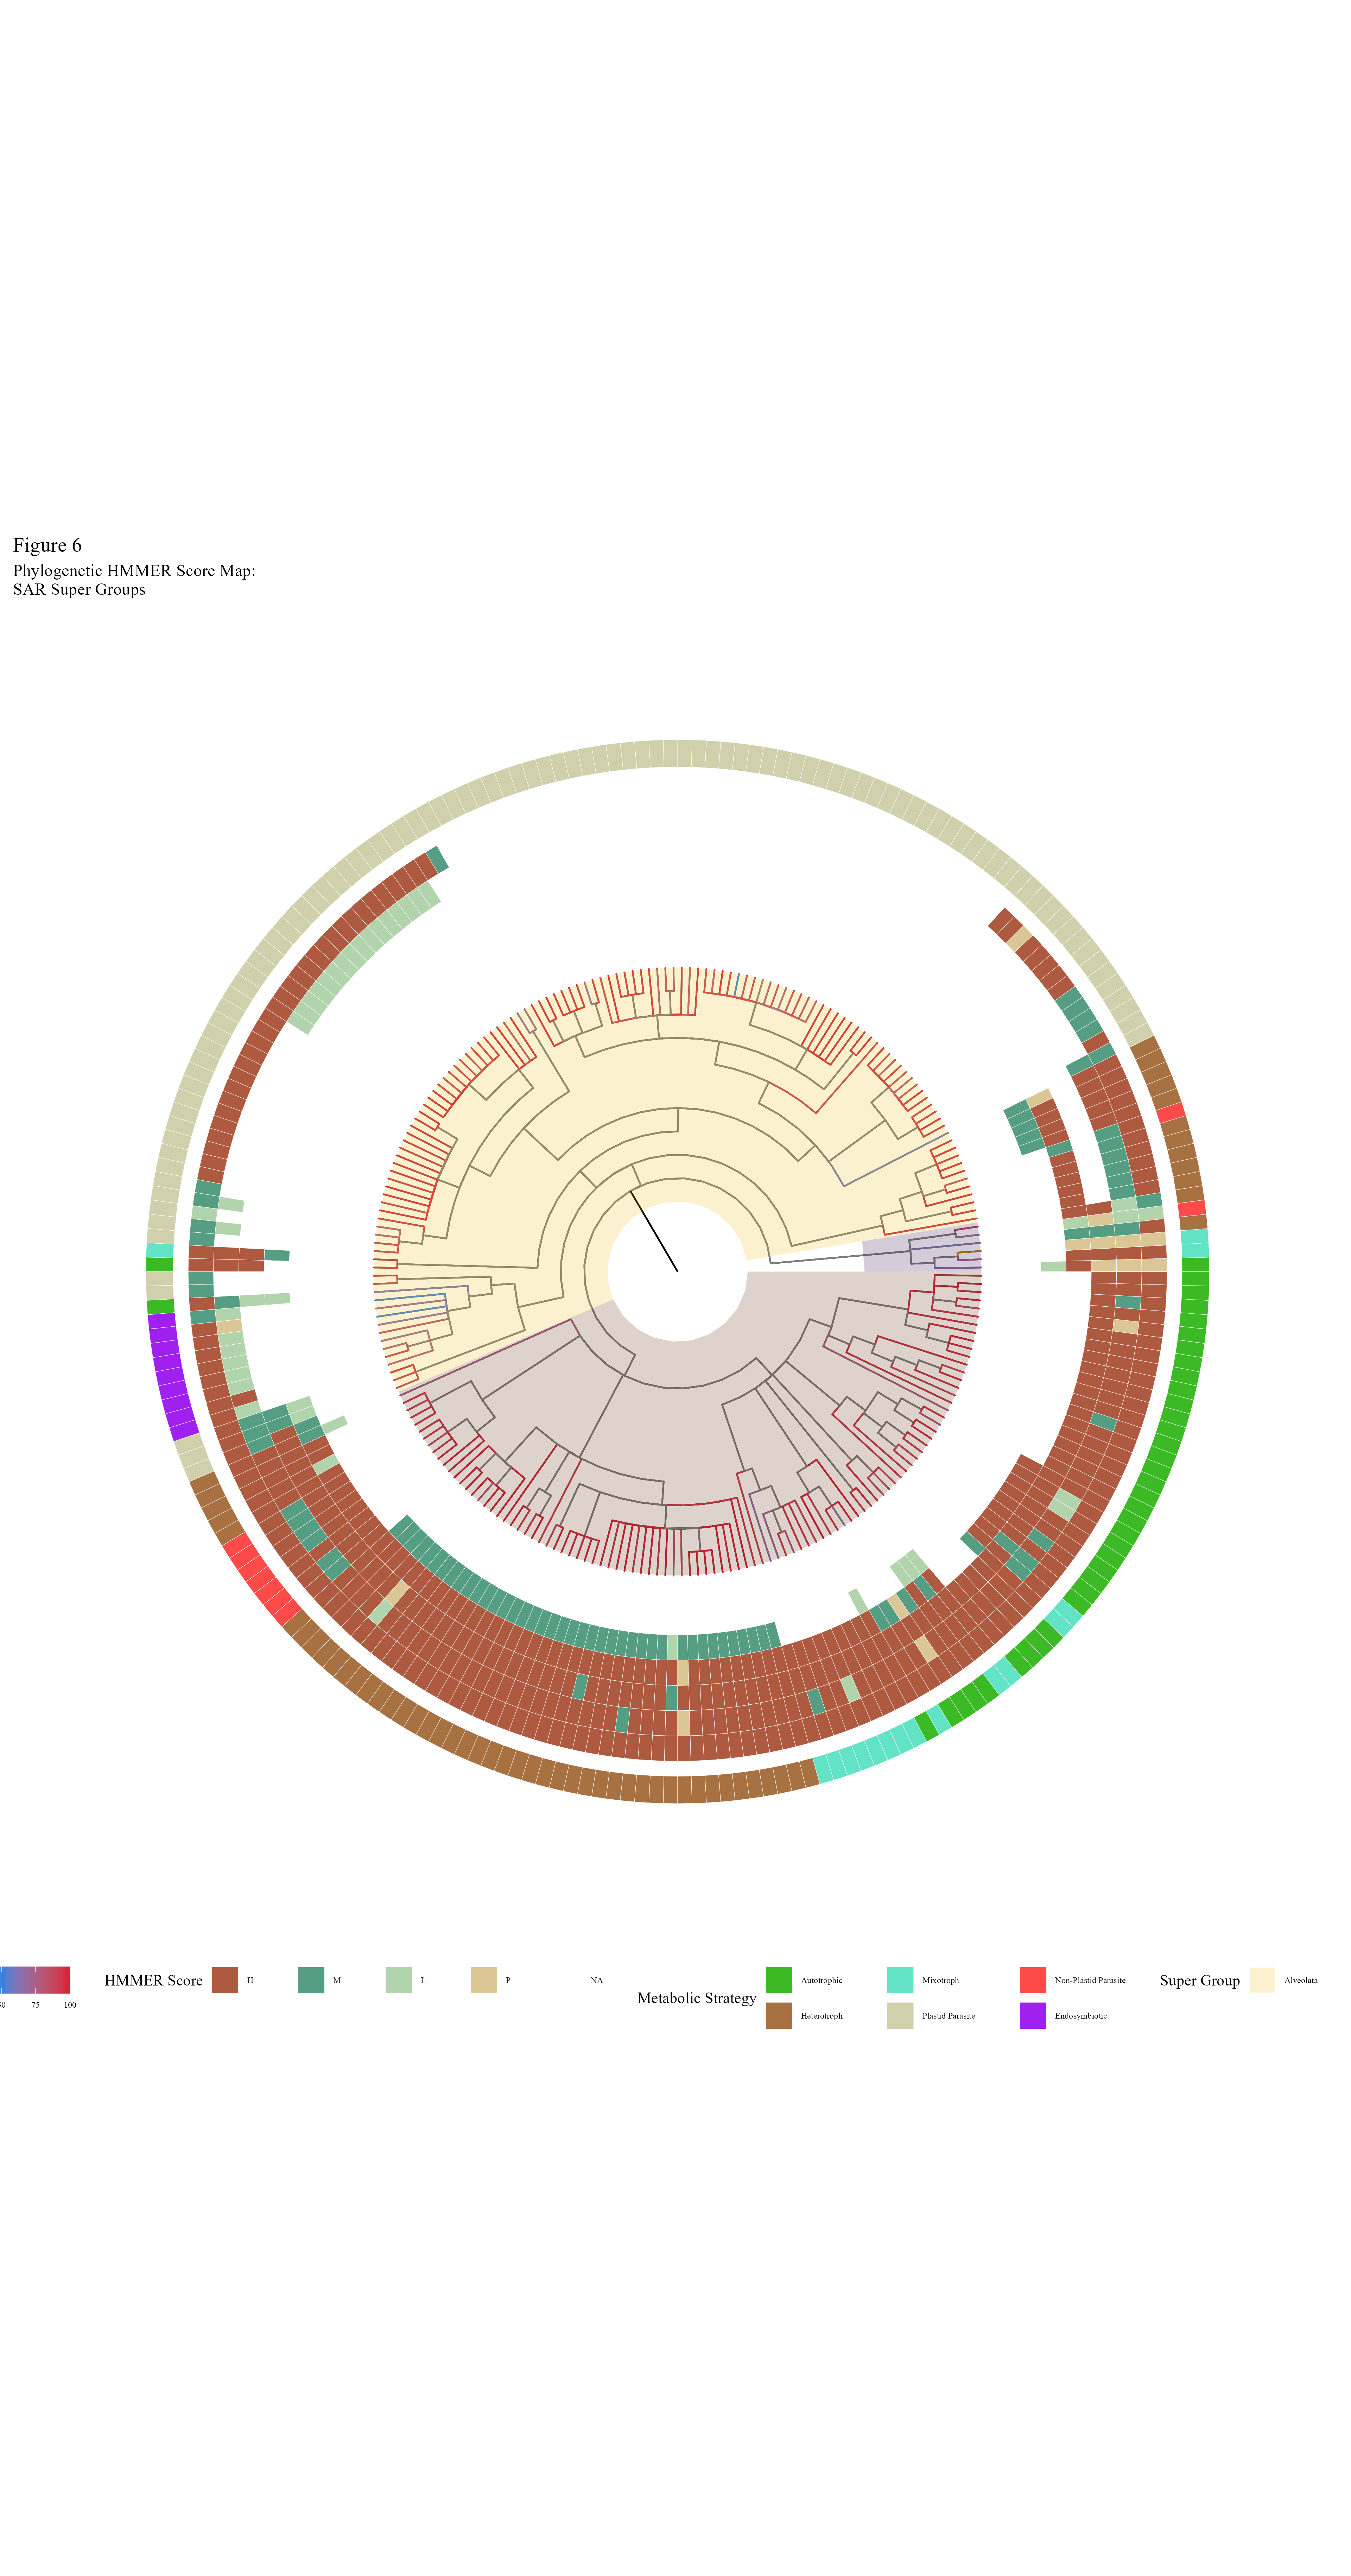 Figure 6
Phylogenetic HMMER Score Map:
SAR Super Groups
75 100
HMMER Score H M L P NA
Metabolic Strategy
Autotrophic Mixotroph Non-Plastid Parasite
Heterotroph Plastid Parasite Endosymbiotic
Super Group Alveolata